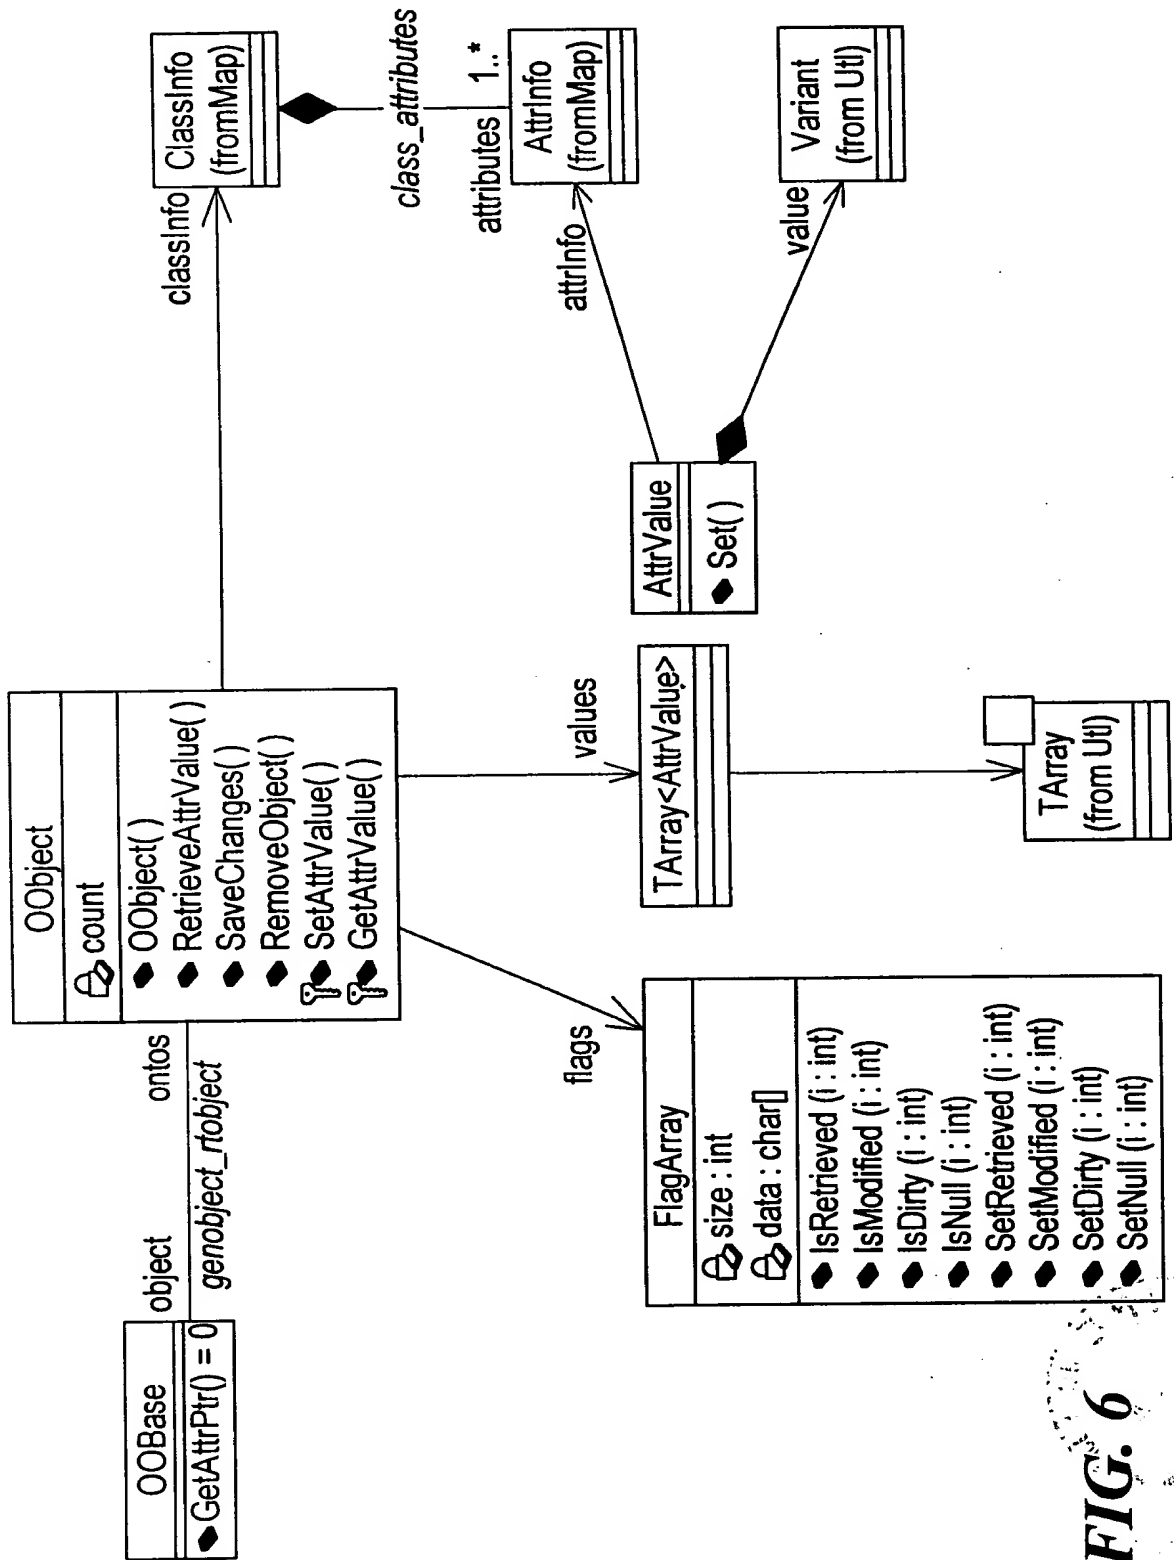 OOBase
GetAttrPtr() = 0
object
ontos
genobject_rtobject
OObject
count
OObject( )
RetrieveAttrValue( )
SaveChanges( )
RemoveObject( )
SetAttrValue( )
GetAttrValue( )
classInfo
ClassInfo
(fromMap)
class_attributes
attributes
1..*
AttrInfo
(fromMap)
attrInfo
AttrValue
Set( )
value
Variant
(from Utl)
flags
FlagArray
size : int
data : char[]
IsRetrieved (i : int)
IsModified (i : int)
IsDirty (i : int)
IsNull (i : int)
SetRetrieved (i : int)
SetModified (i : int)
SetDirty (i : int)
SetNull (i : int)
values
TArray<AttrValue>
TArray
(from Utl)
FIG. 6